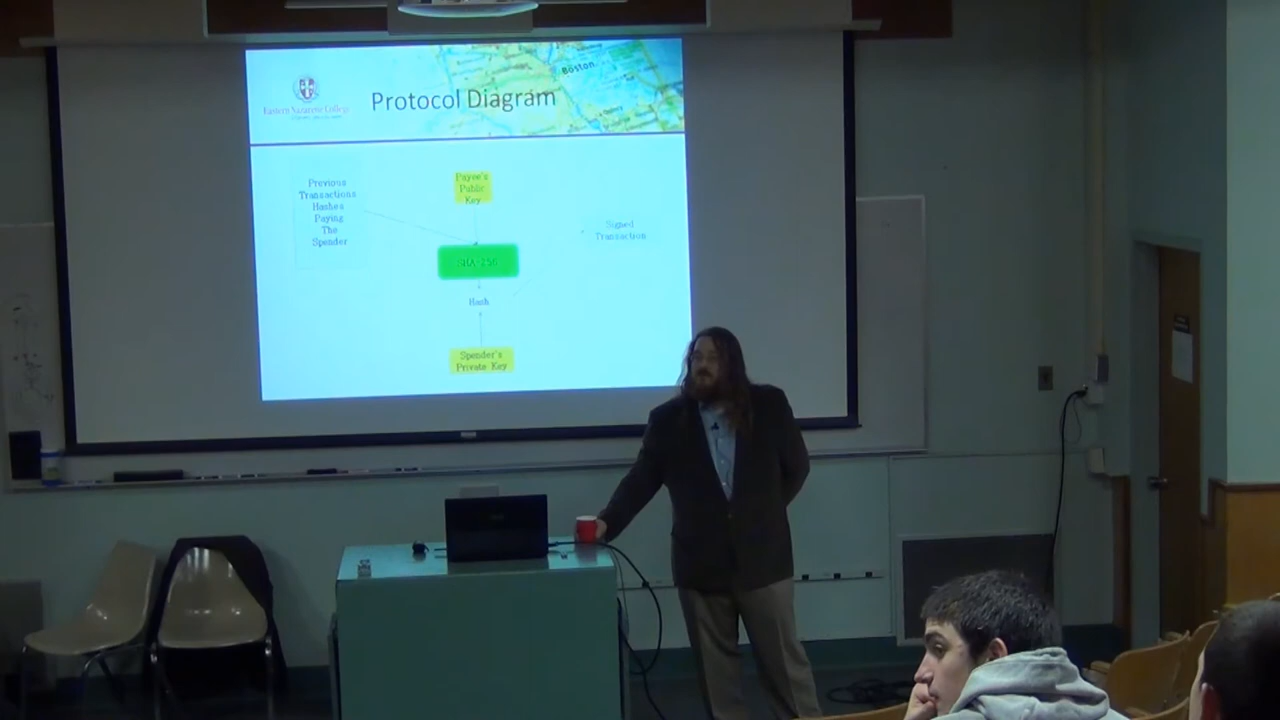 Boston
Eastern Nazarene College
Protocol Diagram
Previous
Transactions
Hashes
Paying
The
Spender
Payee's
Public
Key
Signed
Transaction
SHA-256
Hash
Spender's
Private Key